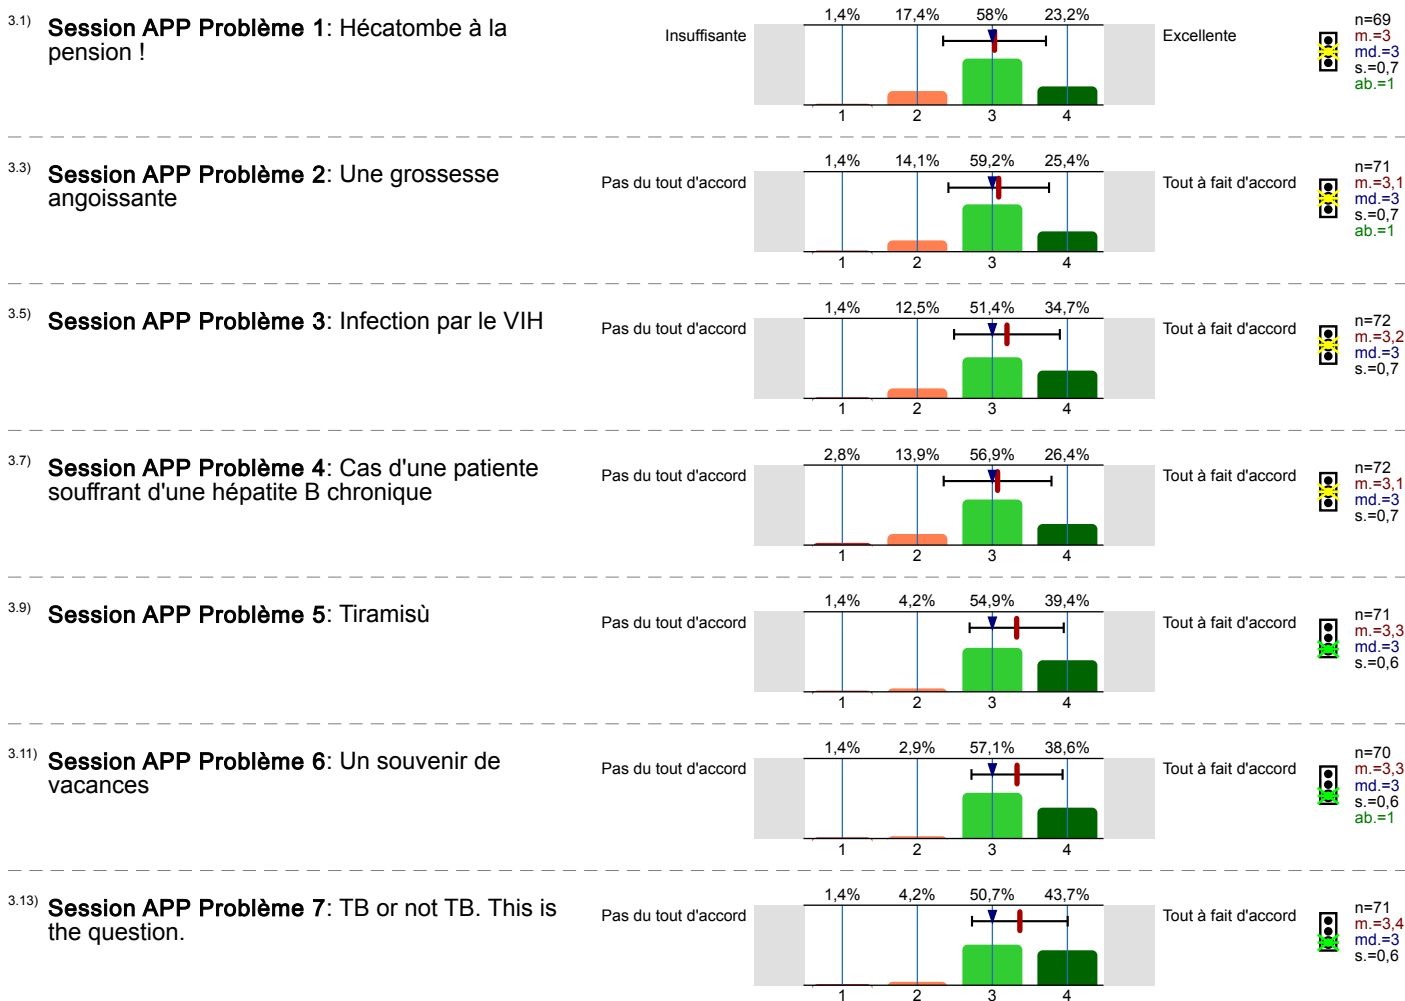 3.1) Session APP Problème 1: Hécatombe à la
pension !
Insuffisante
1,4% 17,4% 58% 23,2%
1 2 3 4
Excellente
n=69
m.=3
md.=3
s.=0,7
ab.=1
3.3) Session APP Problème 2: Une grossesse
angoissante
Pas du tout d'accord
1,4% 14,1% 59,2% 25,4%
1 2 3 4
Tout à fait d'accord
n=71
m.=3,1
md.=3
s.=0,7
ab.=1
3.5) Session APP Problème 3: Infection par le VIH
Pas du tout d'accord
1,4% 12,5% 51,4% 34,7%
1 2 3 4
Tout à fait d'accord
n=72
m.=3,2
md.=3
s.=0,7
3.7) Session APP Problème 4: Cas d'une patiente
souffrant d'une hépatite B chronique
Pas du tout d'accord
2,8% 13,9% 56,9% 26,4%
1 2 3 4
Tout à fait d'accord
n=72
m.=3,1
md.=3
s.=0,7
3.9) Session APP Problème 5: Tiramisù
Pas du tout d'accord
1,4% 4,2% 54,9% 39,4%
1 2 3 4
Tout à fait d'accord
n=71
m.=3,3
md.=3
s.=0,6
3.11) Session APP Problème 6: Un souvenir de
vacances
Pas du tout d'accord
1,4% 2,9% 57,1% 38,6%
1 2 3 4
Tout à fait d'accord
n=70
m.=3,3
md.=3
s.=0,6
ab.=1
3.13) Session APP Problème 7: TB or not TB. This is
the question.
Pas du tout d'accord
1,4% 4,2% 50,7% 43,7%
1 2 3 4
Tout à fait d'accord
n=71
m.=3,4
md.=3
s.=0,6